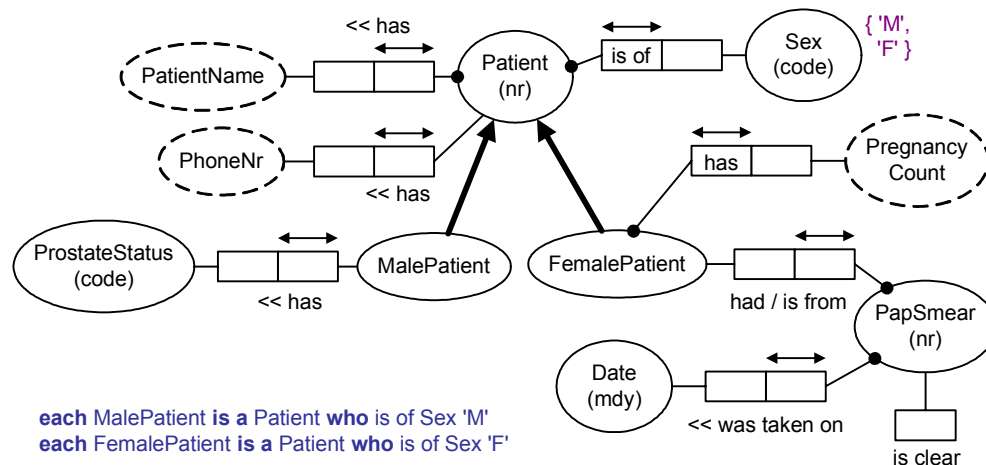 << has
{ 'M',
'F' }
PatientName
Patient
(nr)
is of
Sex
(code)
PhoneNr
<< has
has
Pregnancy
Count
ProstateStatus
(code)
<< has
MalePatient
FemalePatient
had / is from
PapSmear
(nr)
Date
(mdy)
<< was taken on
is clear
each MalePatient is a Patient who is of Sex 'M'
each FemalePatient is a Patient who is of Sex 'F'